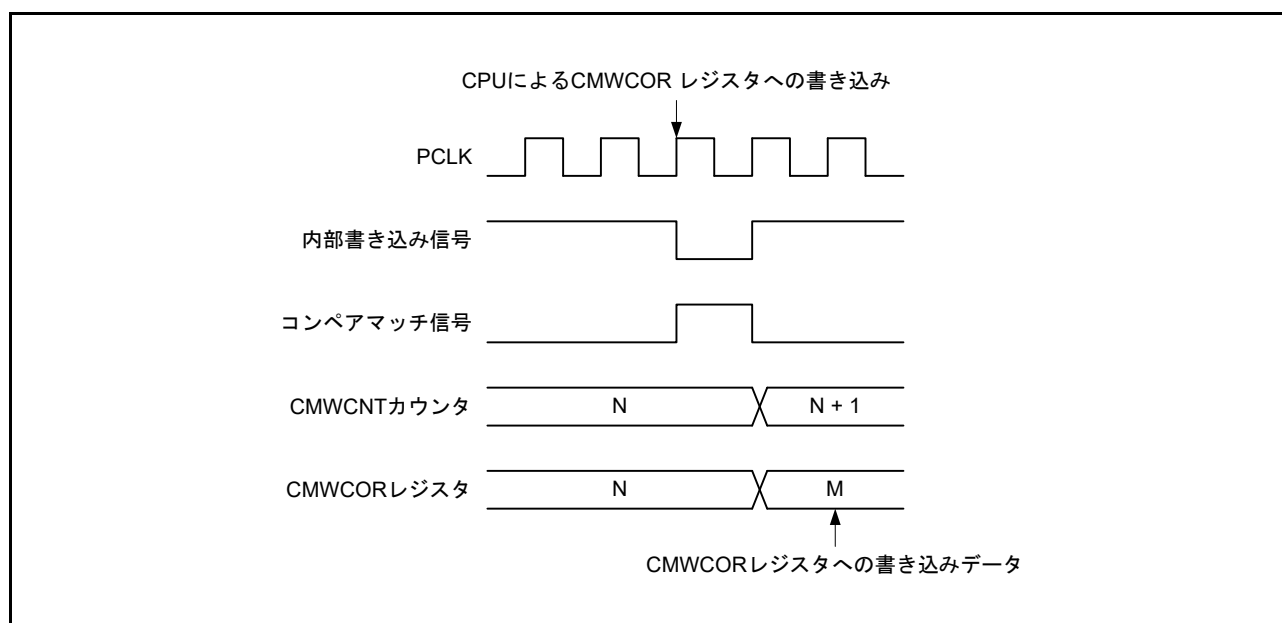 CPUによるCMWCOR レジスタへの書き込み
PCLK
内部書き込み信号
コンペアマッチ信号
CMWCNTカウンタ
N
N + 1
CMWCORレジスタ
N
M
CMWCORレジスタへの書き込みデータ